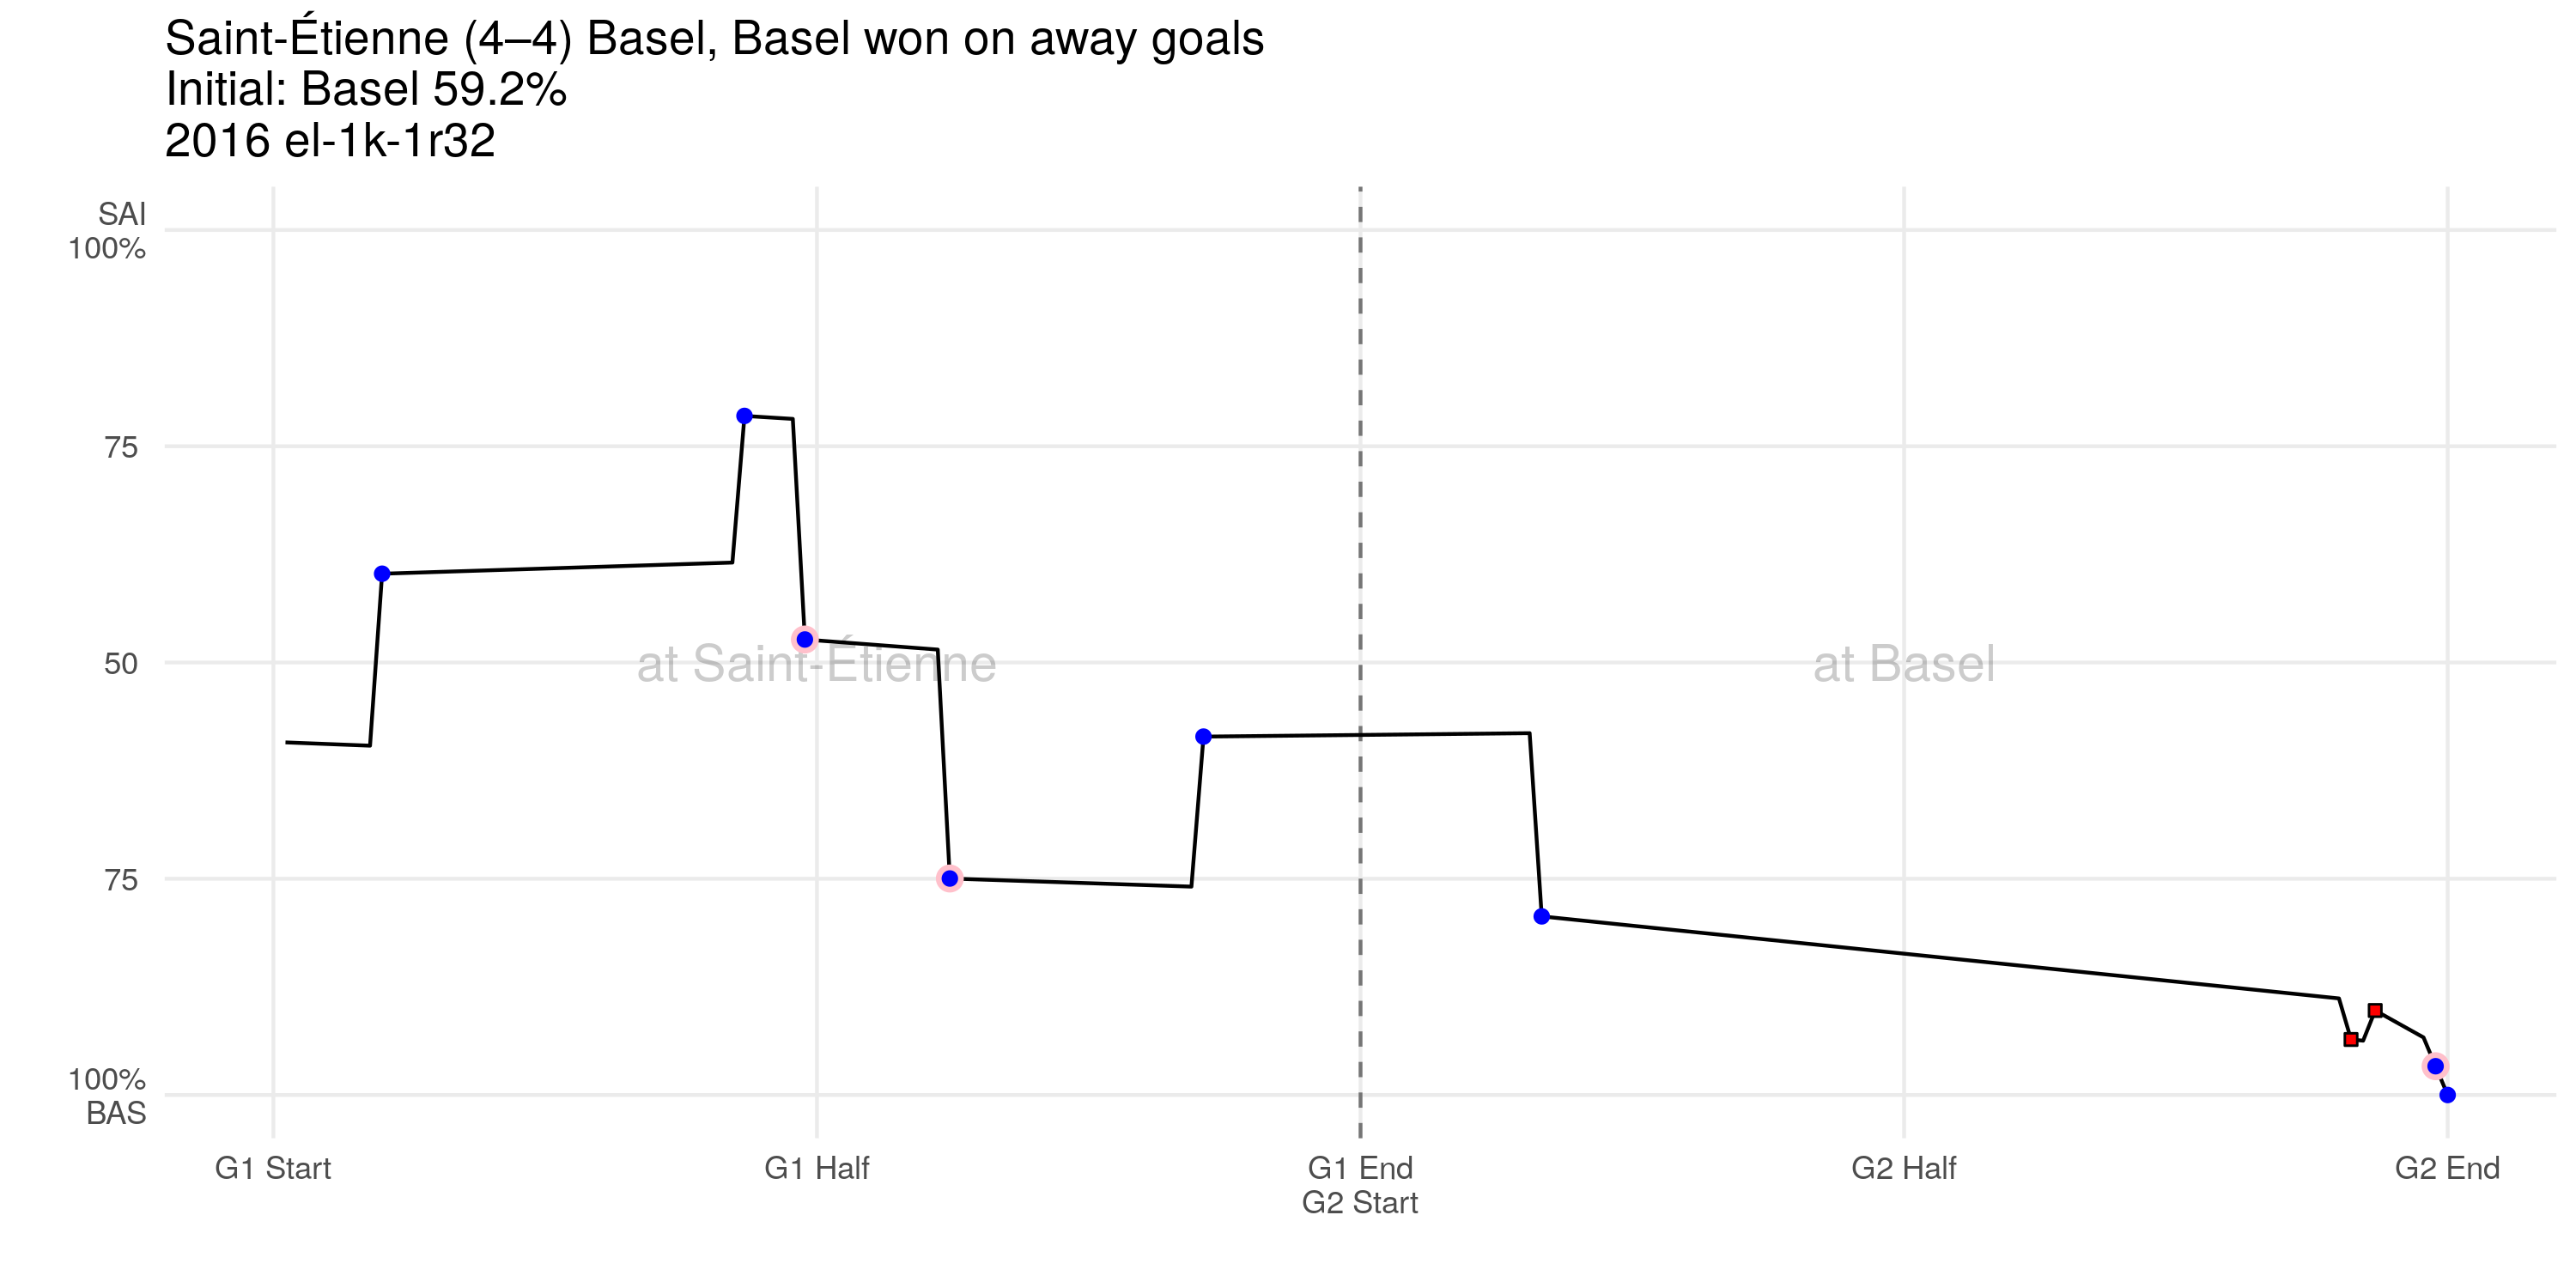 Saint-Étienne (4–4) Basel, Basel won on away goals
Initial: Basel 59.2%
2016 el-1k-1r32
SAI
100%
75
50
75
100%
BAS
at Saint-Étienne
at Basel
G1 Start
G1 Half
G1 End
G2 Start
G2 Half
G2 End